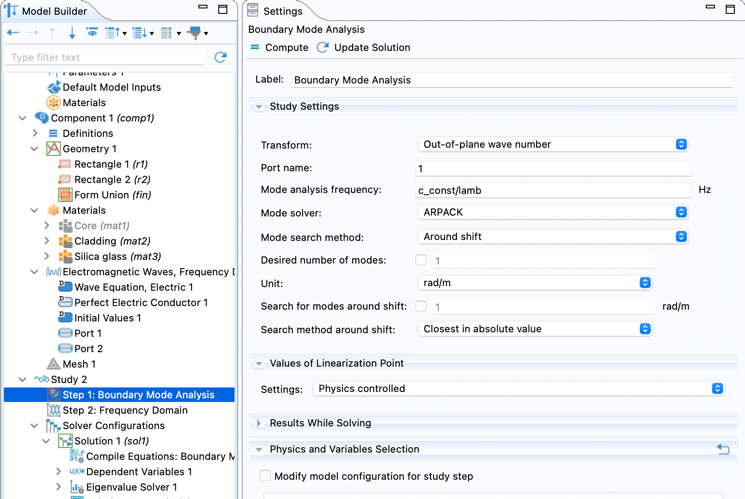 Model Builder
Type filter text
Parameters 1
Default Model Inputs
Materials
Component 1 (comp1)
Definitions
Geometry 1
Rectangle 1 (r1)
Rectangle 2 (r2)
Form Union (fin)
Materials
Core (mat1)
Cladding (mat2)
Silica glass (mat3)
Electromagnetic Waves, Frequency D
Wave Equation, Electric 1
Perfect Electric Conductor 1
Initial Values 1
Port 1
Port 2
Mesh 1
Study 2
Step 1: Boundary Mode Analysis
Step 2: Frequency Domain
Solver Configurations
Solution 1 (sol1)
Compile Equations: Boundary M
Dependent Variables 1
Eigenvalue Solver 1
Settings
Boundary Mode Analysis
= Compute Update Solution
Label: Boundary Mode Analysis
Study Settings
Transform: Out-of-plane wave number
Port name: 1
Mode analysis frequency: c_const/lamb Hz
Mode solver: ARPACK
Mode search method: Around shift
Desired number of modes: 1
Unit: rad/m
Search for modes around shift: 1 rad/m
Search method around shift: Closest in absolute value
Values of Linearization Point
Settings: Physics controlled
Results While Solving
Physics and Variables Selection
Modify model configuration for study step